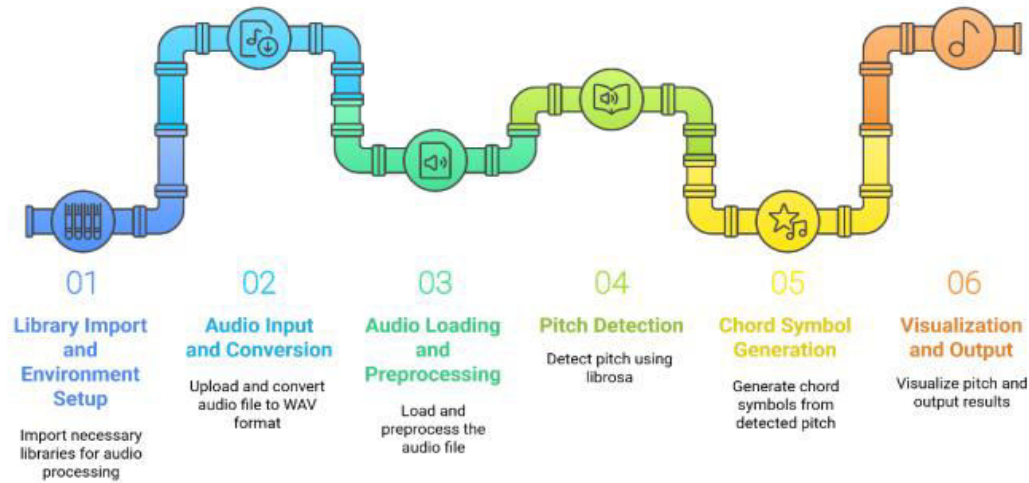 01
Library Import
and
Environment
Setup
Import necessary
libraries for audio
processing
02
Audio Input
and Conversion
Upload and convert
audio file to WAV
format
03
Audio Loading
and
Preprocessing
Load and
preprocess the
audio file
04
Pitch Detection
Detect pitch using
librosa
05
Chord Symbol
Generation
Generate chord
symbols from
detected pitch
06
Visualization
and Output
Visualize pitch and
output results